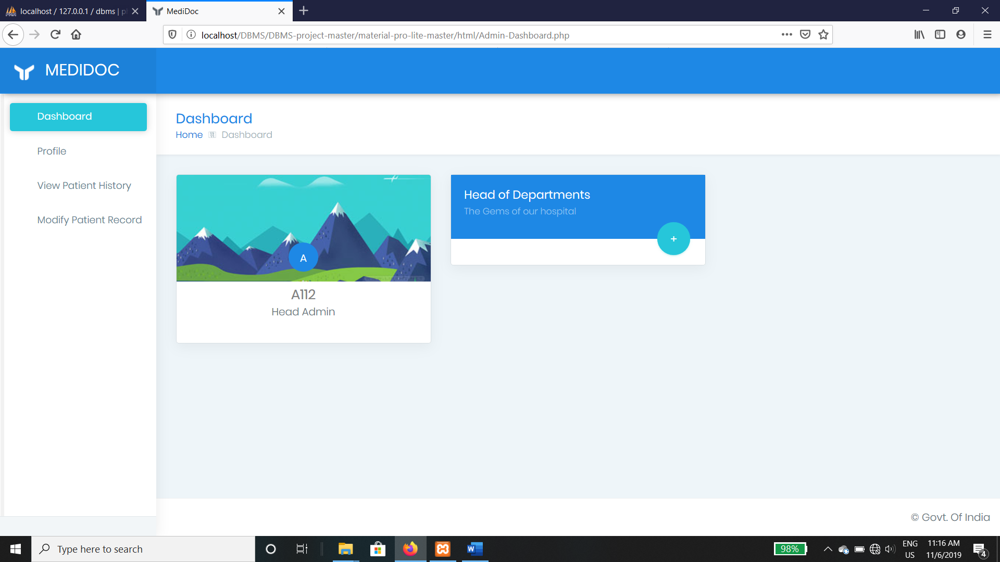 localhost / 127.0.0.1 / dbms |
MediDoc
localhost/DBMS/DBMS-project-master/material-pro-lite-master/html/Admin-Dashboard.php
MEDIDOC
Dashboard
Profile
View Patient History
Modify Patient Record
Dashboard
Home Dashboard
A
A112
Head Admin
Head of Departments
The Gems of our hospital
+
© Govt. Of India
Type here to search
98%
ENG
US
11:16 AM
11/6/2019
4